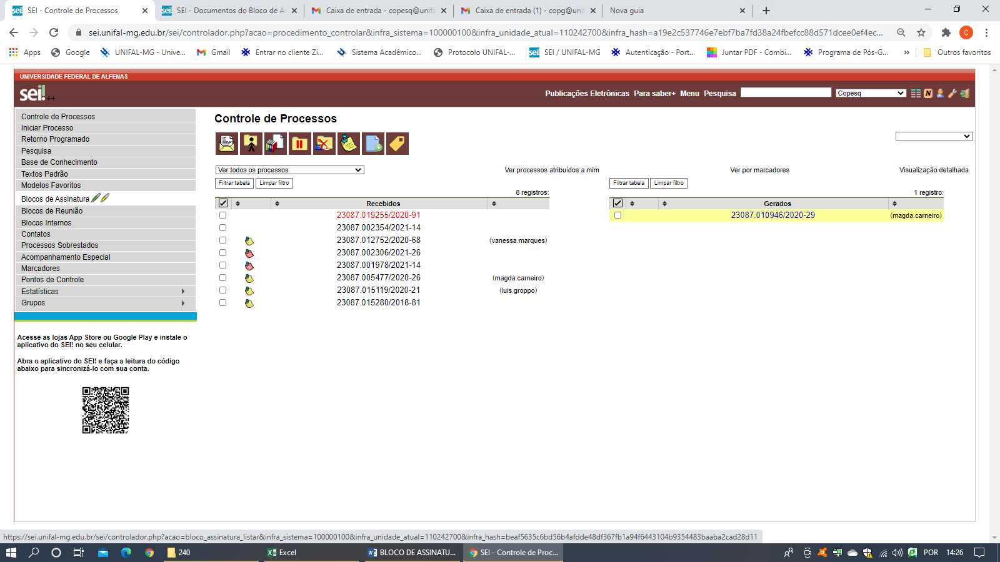 SEI - Controle de Processos
SEI - Documentos do Bloco de As
Caixa de entrada - copesq@unifa
Caixa de entrada (1) - copg@unif
Nova guia
sei.unifal-mg.edu.br/sei/controlador.php?acao=procedimento_controlar&infra_sistema=100000100&infra_unidade_atual=110242700&infra_hash=a19e2c537746e7ebf7ba7fd38a24fbefcc88d571dcee0ef4ec...
C
Apps
Google
UNIFAL-MG - Unive...
Gmail
Entrar no cliente Zi...
Sistema Acadêmico...
Protocolo UNIFAL-...
SEI / UNIFAL-MG
Autenticação - Port...
Juntar PDF - Combi...
Programa de Pós-G...
»
Outros favoritos
UNIVERSIDADE FEDERAL DE ALFENAS
sei! ++
Publicações Eletrônicas Para saber+ Menu Pesquisa
Copesq
Controle de Processos
Iniciar Processo
Retorno Programado
Pesquisa
Base de Conhecimento
Textos Padrão
Modelos Favoritos
Blocos de Assinatura
Blocos de Reunião
Blocos Internos
Contatos
Processos Sobrestados
Acompanhamento Especial
Marcadores
Pontos de Controle
Estatísticas
Grupos
Acesse as lojas App Store ou Google Play e instale o
aplicativo do SEI! no seu celular.
Abra o aplicativo do SEI! e faça a leitura do código
abaixo para sincronizá-lo com sua conta.
Controle de Processos
Ver todos os processos
Ver processos atribuídos a mim
Ver por marcadores
Visualização detalhada
Filtrar tabela
Limpar filtro
8 registros:
Recebidos
23087.019255/2020-91
23087.002354/2021-14
23087.012752/2020-68 (vanessa.marques)
23087.002306/2021-26
23087.001978/2021-14
23087.005477/2020-26 (magda.carneiro)
23087.015119/2020-21 (luis.groppo)
23087.015280/2018-81
Filtrar tabela
Limpar filtro
1 registro:
Gerados
23087.010946/2020-29 (magda.carneiro)
https://sei.unifal-mg.edu.br/sei/controlador.php?acao=bloco_assinatura_listar&infra_sistema=100000100&infra_unidade_atual=110242700&infra_hash=beaf5635c6bd56b4afdde48df367fb1a94f6443104b9354483baaba2cad28d11
240
Excel
BLOCO DE ASSINATU...
SEI - Controle de Proc...
POR
14:26